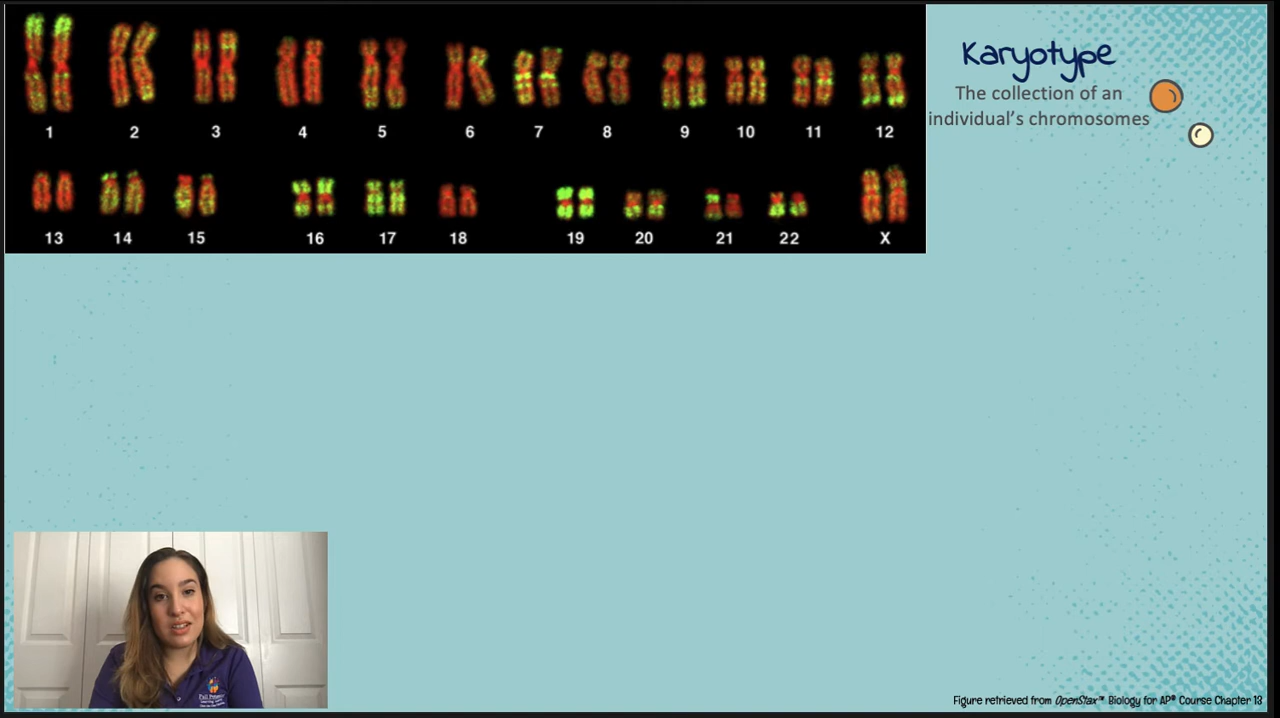 1 2 3 4 5 6 7 8 9 10 11 12
13 14 15 16 17 18 19 20 21 22 X
Karyotype
The collection of an
individual's chromosomes
Figure retrieved from OpenStax™ Biology for AP® Course Chapter 13